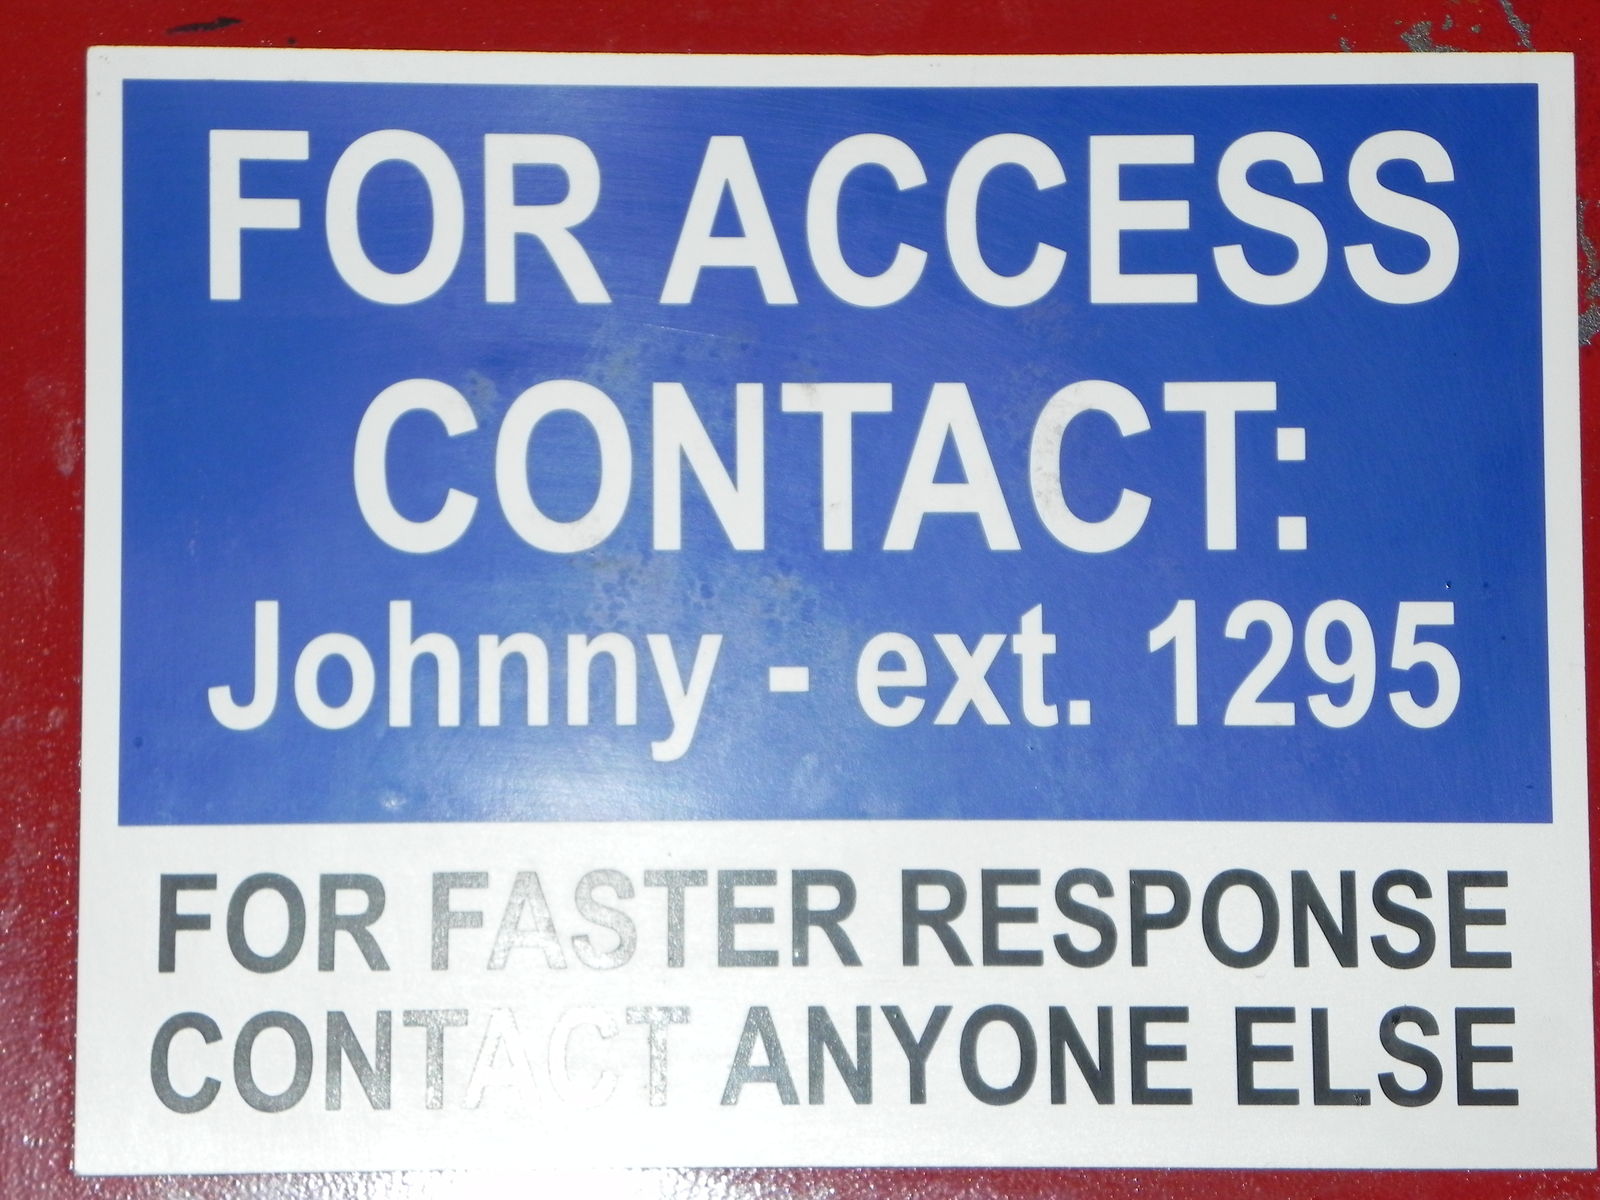 FOR ACCESS
CONTACT:
Johnny - ext. 1295
FOR FASTER RESPONSE
CONTACT ANYONE ELSE